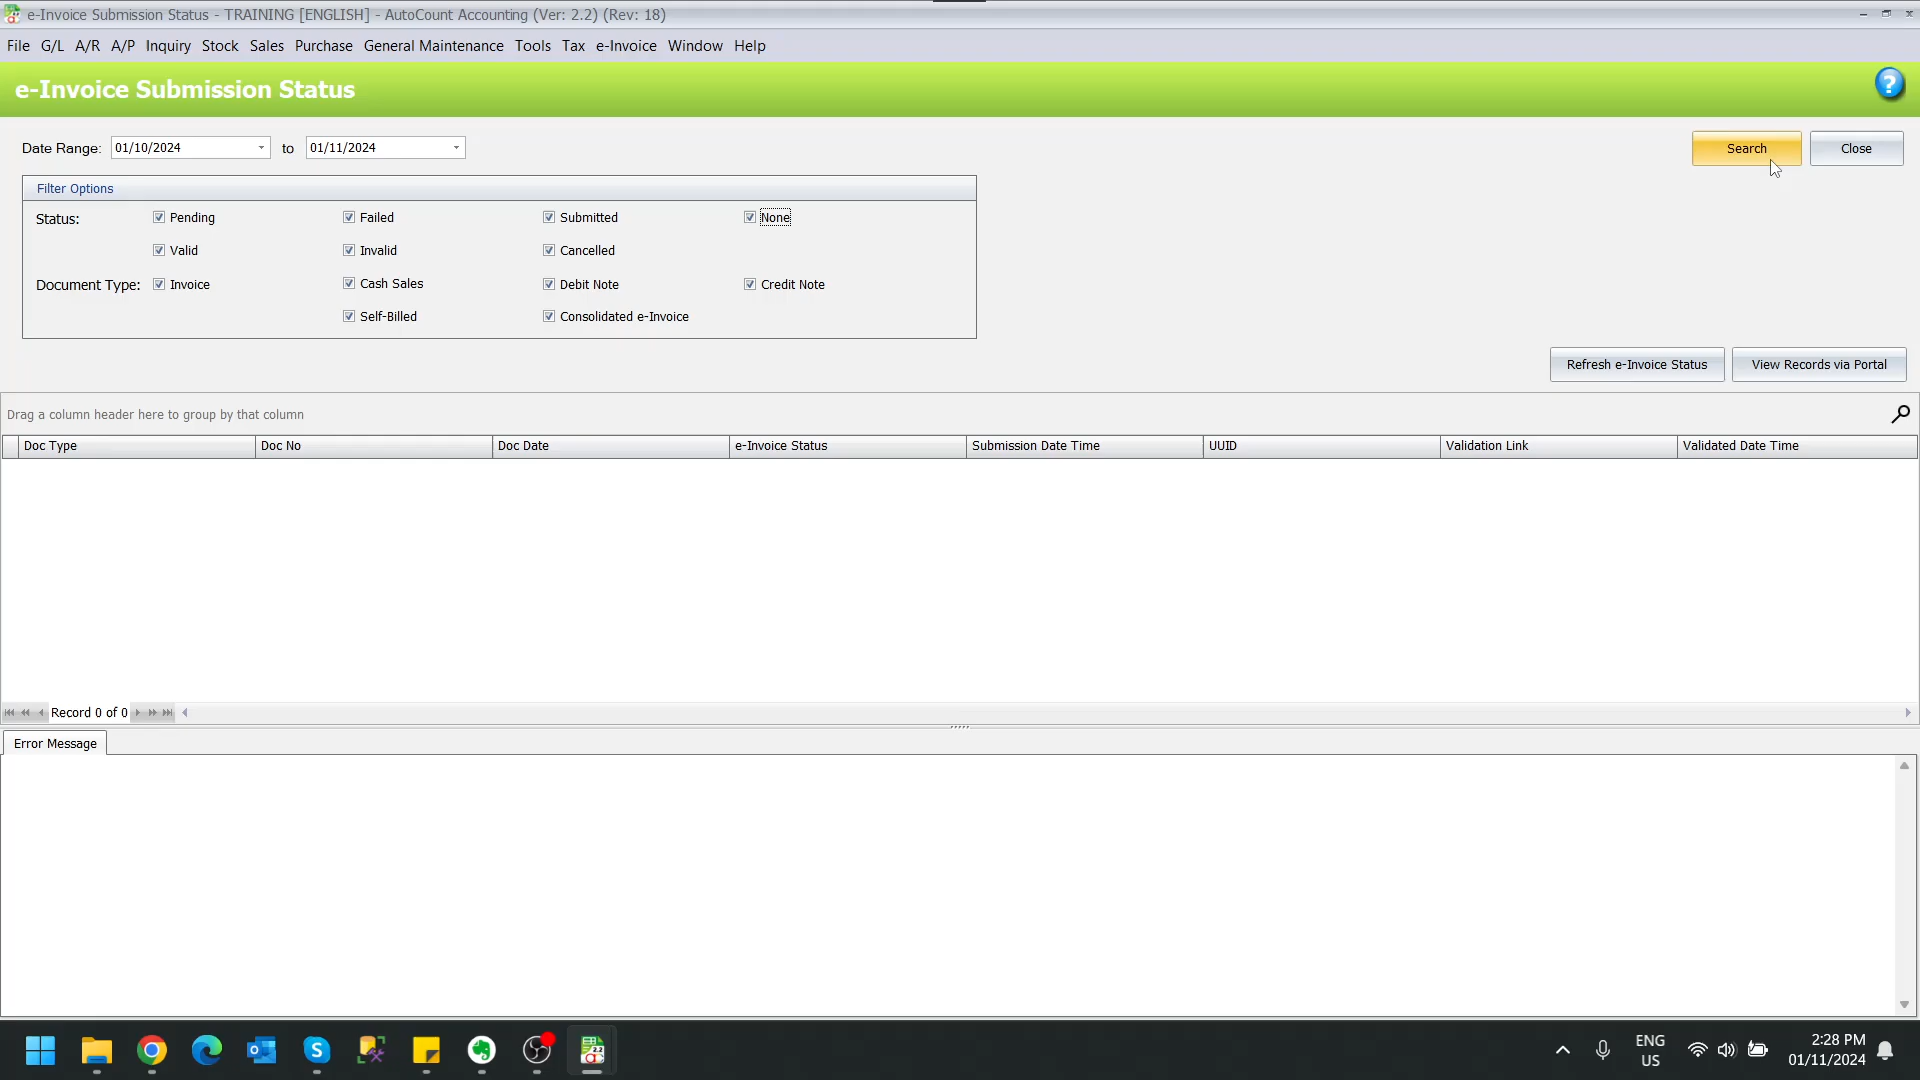 e-Invoice Submission Status - TRAINING [ENGLISH] - AutoCount Accounting (Ver: 2.2) (Rev: 18)
File G/L A/R A/P Inquiry Stock Sales Purchase General Maintenance Tools Tax e-Invoice Window Help
e-Invoice Submission Status
Date Range: 01/10/2024 to 01/11/2024 Search Close
Filter Options
Status: Pending Failed Submitted None
Valid Invalid Cancelled
Document Type: Invoice Cash Sales Debit Note Credit Note
Self-Billed Consolidated e-Invoice
Refresh e-Invoice Status View Records via Portal
Drag a column header here to group by that column
Doc Type Doc No Doc Date e-Invoice Status Submission Date Time UUID Validation Link Validated Date Time
Record 0 of 0
Error Message
ENG 2:28 PM
US 01/11/2024